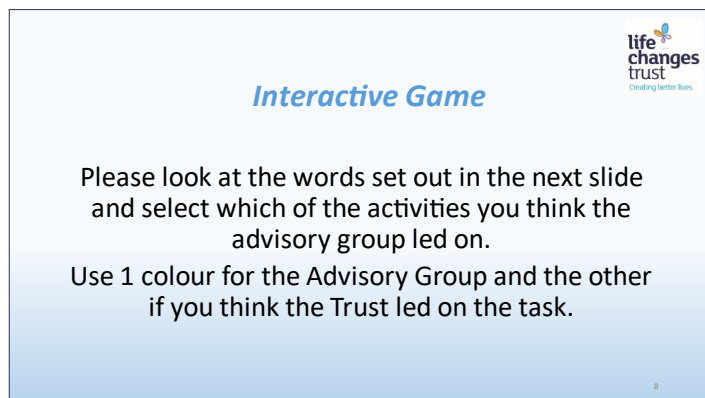 life
changes
trust
Creating better lives
Interactive Game
Please look at the words set out in the next slide
and select which of the activities you think the
advisory group led on.
Use 1 colour for the Advisory Group and the other
if you think the Trust led on the task.
8